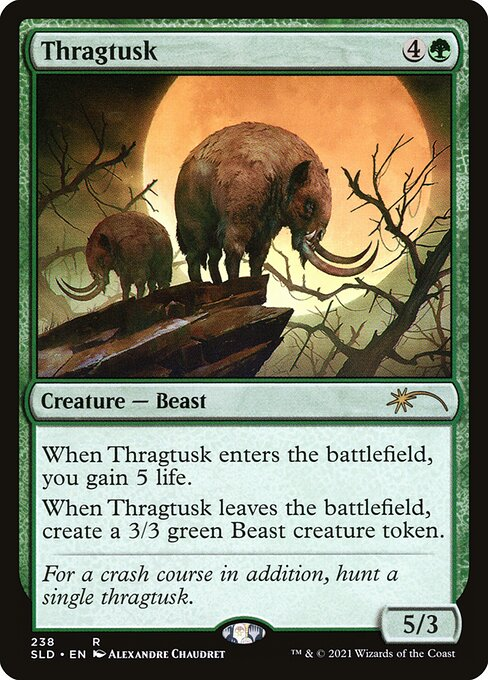 Thragtusk 4
Creature — Beast
When Thragtusk enters the battlefield,
you gain 5 life.
When Thragtusk leaves the battlefield,
create a 3/3 green Beast creature token.
For a crash course in addition, hunt a
single thragtusk.
5/3
238 R
SLD • EN Alexandre Chaudret
™ & © 2021 Wizards of the Coast